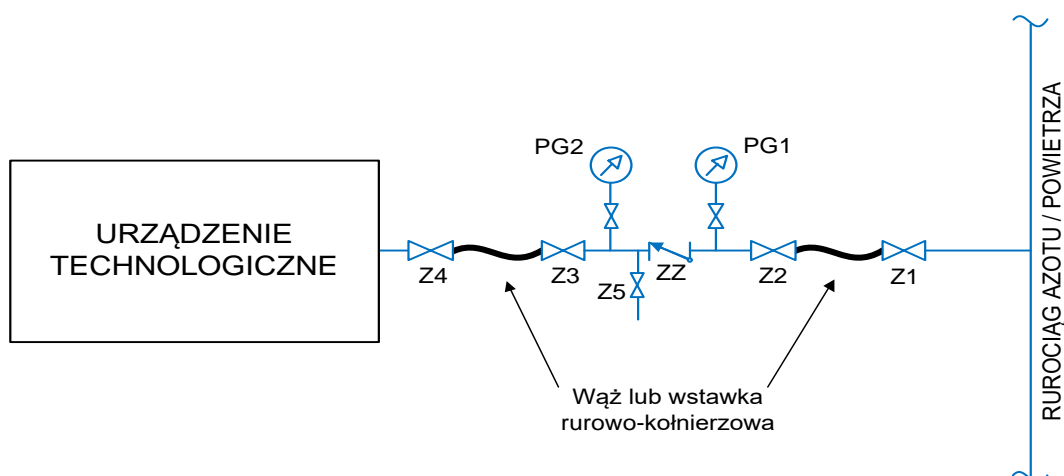 PG2
PG1
URZĄDZENIE
TECHNOLOGICZNE
Z4
Z3
Z5
ZZ
Z2
Z1
Wąż lub wstawka
rurowo-kołnierzowa
RUROCIĄG AZOTU / POWIETRZA